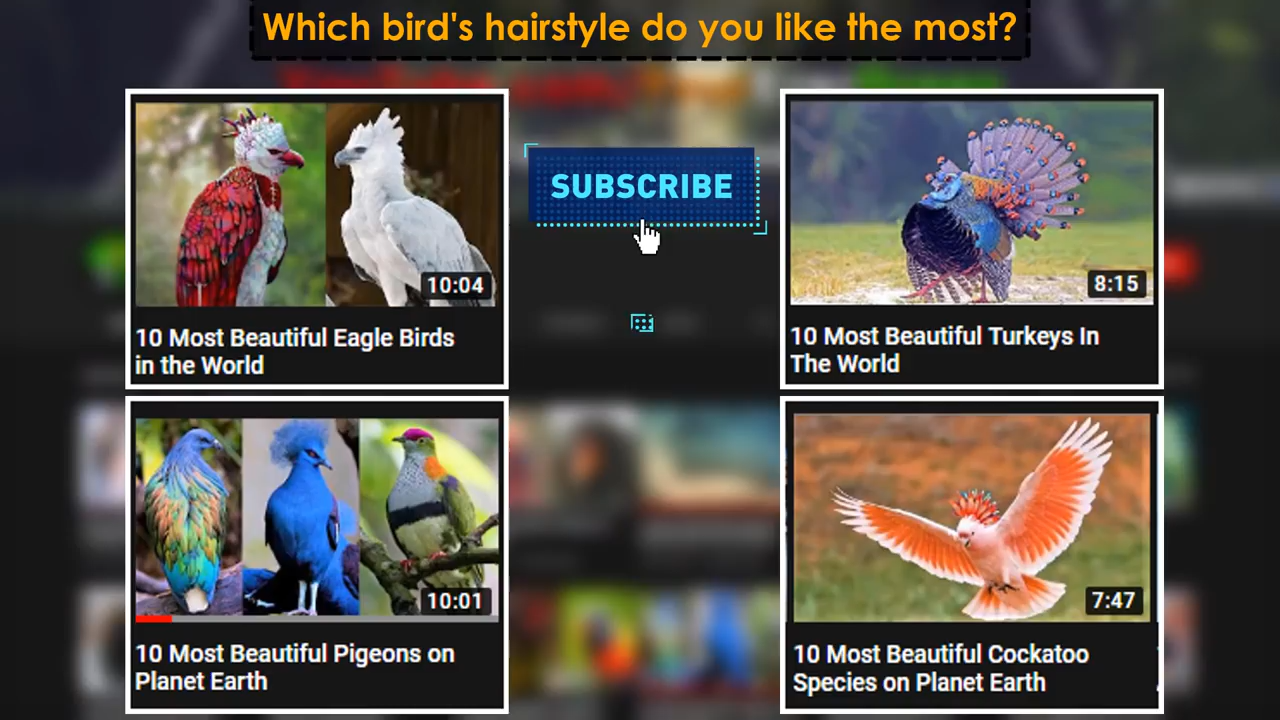 Which bird's hairstyle do you like the most?
SUBSCRIBE
10:04
10 Most Beautiful Eagle Birds
in the World
8:15
10 Most Beautiful Turkeys In
The World
10:01
10 Most Beautiful Pigeons on
Planet Earth
7:47
10 Most Beautiful Cockatoo
Species on Planet Earth